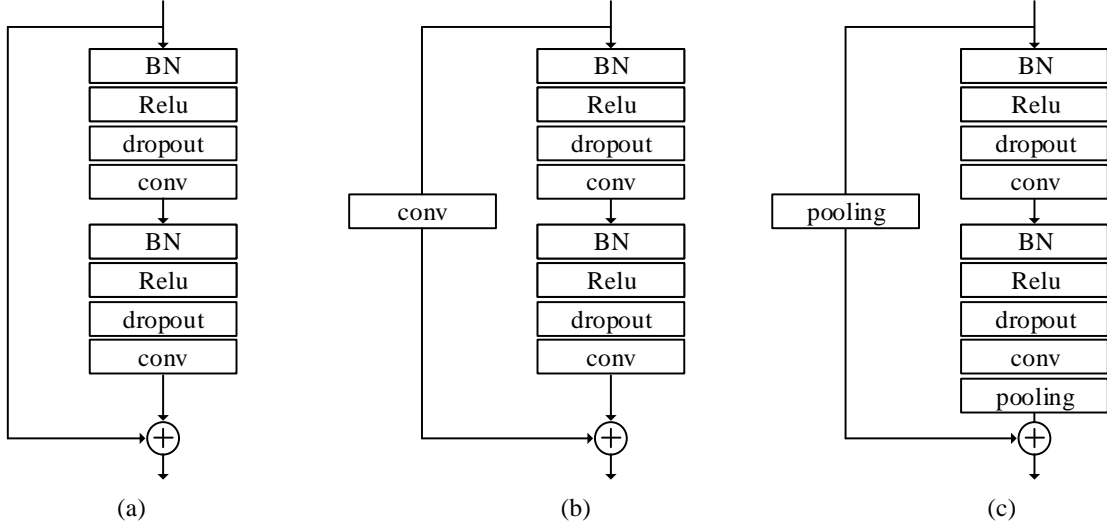 BN
Relu
dropout
conv
BN
Relu
dropout
conv
(a)
conv
BN
Relu
dropout
conv
BN
Relu
dropout
conv
(b)
pooling
BN
Relu
dropout
conv
BN
Relu
dropout
conv
pooling
(c)